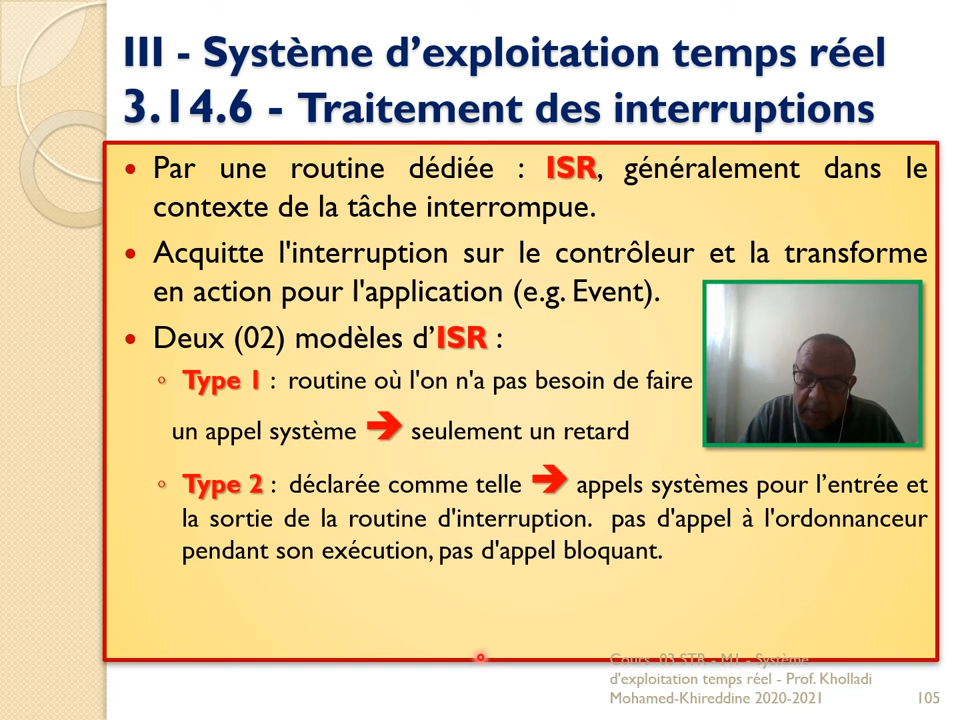 III - Système d’exploitation temps réel
3.14.6 - Traitement des interruptions
• Par une routine dédiée : ISR, généralement dans le
contexte de la tâche interrompue.
• Acquitte l'interruption sur le contrôleur et la transforme
en action pour l'application (e.g. Event).
• Deux (02) modèles d’ISR :
◦ Type 1 : routine où l'on n'a pas besoin de faire
un appel système ➔ seulement un retard
◦ Type 2 : déclarée comme telle ➔ appels systèmes pour l’entrée et
la sortie de la routine d'interruption. pas d'appel à l'ordonnanceur
pendant son exécution, pas d'appel bloquant.
Cours 03 STR - M1 - Système
d'exploitation temps réel - Prof. Kholladi
Mohamed-Khireddine 2020-2021 105